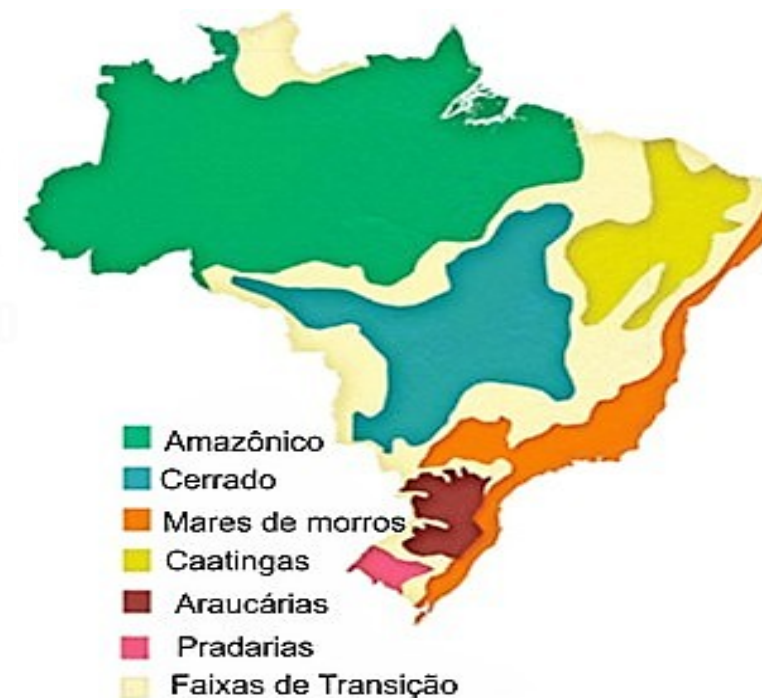 Amazônico
Cerrado
Mares de morros
Caatingas
Araucárias
Pradarias
Faixas de Transição